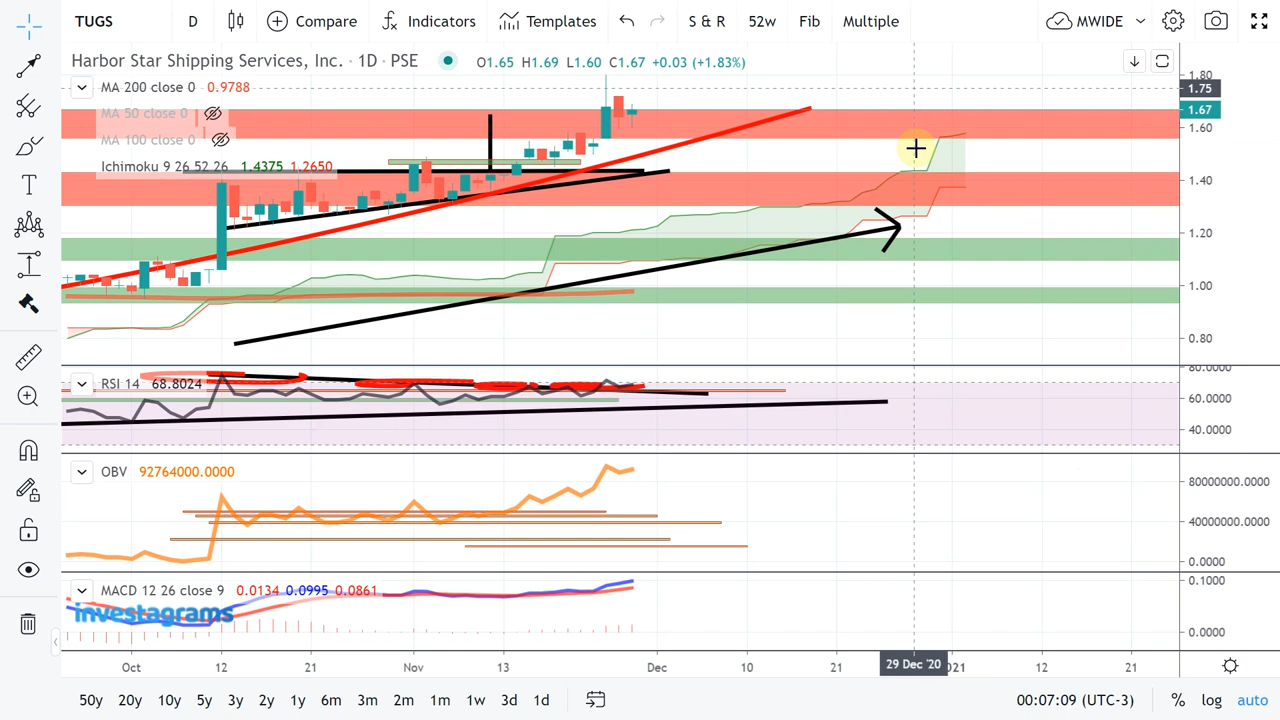 TUGS D Compare Indicators Templates S & R 52w Fib Multiple MWIDE
Harbor Star Shipping Services, Inc. · 1D · PSE O1.65 H1.69 L1.60 C1.67 +0.03 (+1.83%)
MA 200 close 0 0.9788
MA 50 close 0
MA 100 close 0
Ichimoku 9 26 52 26 1.4375 1.2650
1.80
1.75
1.67
1.60
1.40
1.20
1.00
0.80
RSI 14 68.8024
80.0000
60.0000
40.0000
OBV 92764000.0000
80000000.0000
40000000.0000
0.0000
MACD 12 26 close 9 0.0134 0.0995 0.0861
0.1000
investagrams
0.0000
Oct 12 21 Nov 13 Dec 10 21 29 Dec '20 2021 12 21
50y 20y 10y 5y 3y 2y 1y 6m 3m 2m 1m 1w 3d 1d 00:07:09 (UTC-3) % log auto